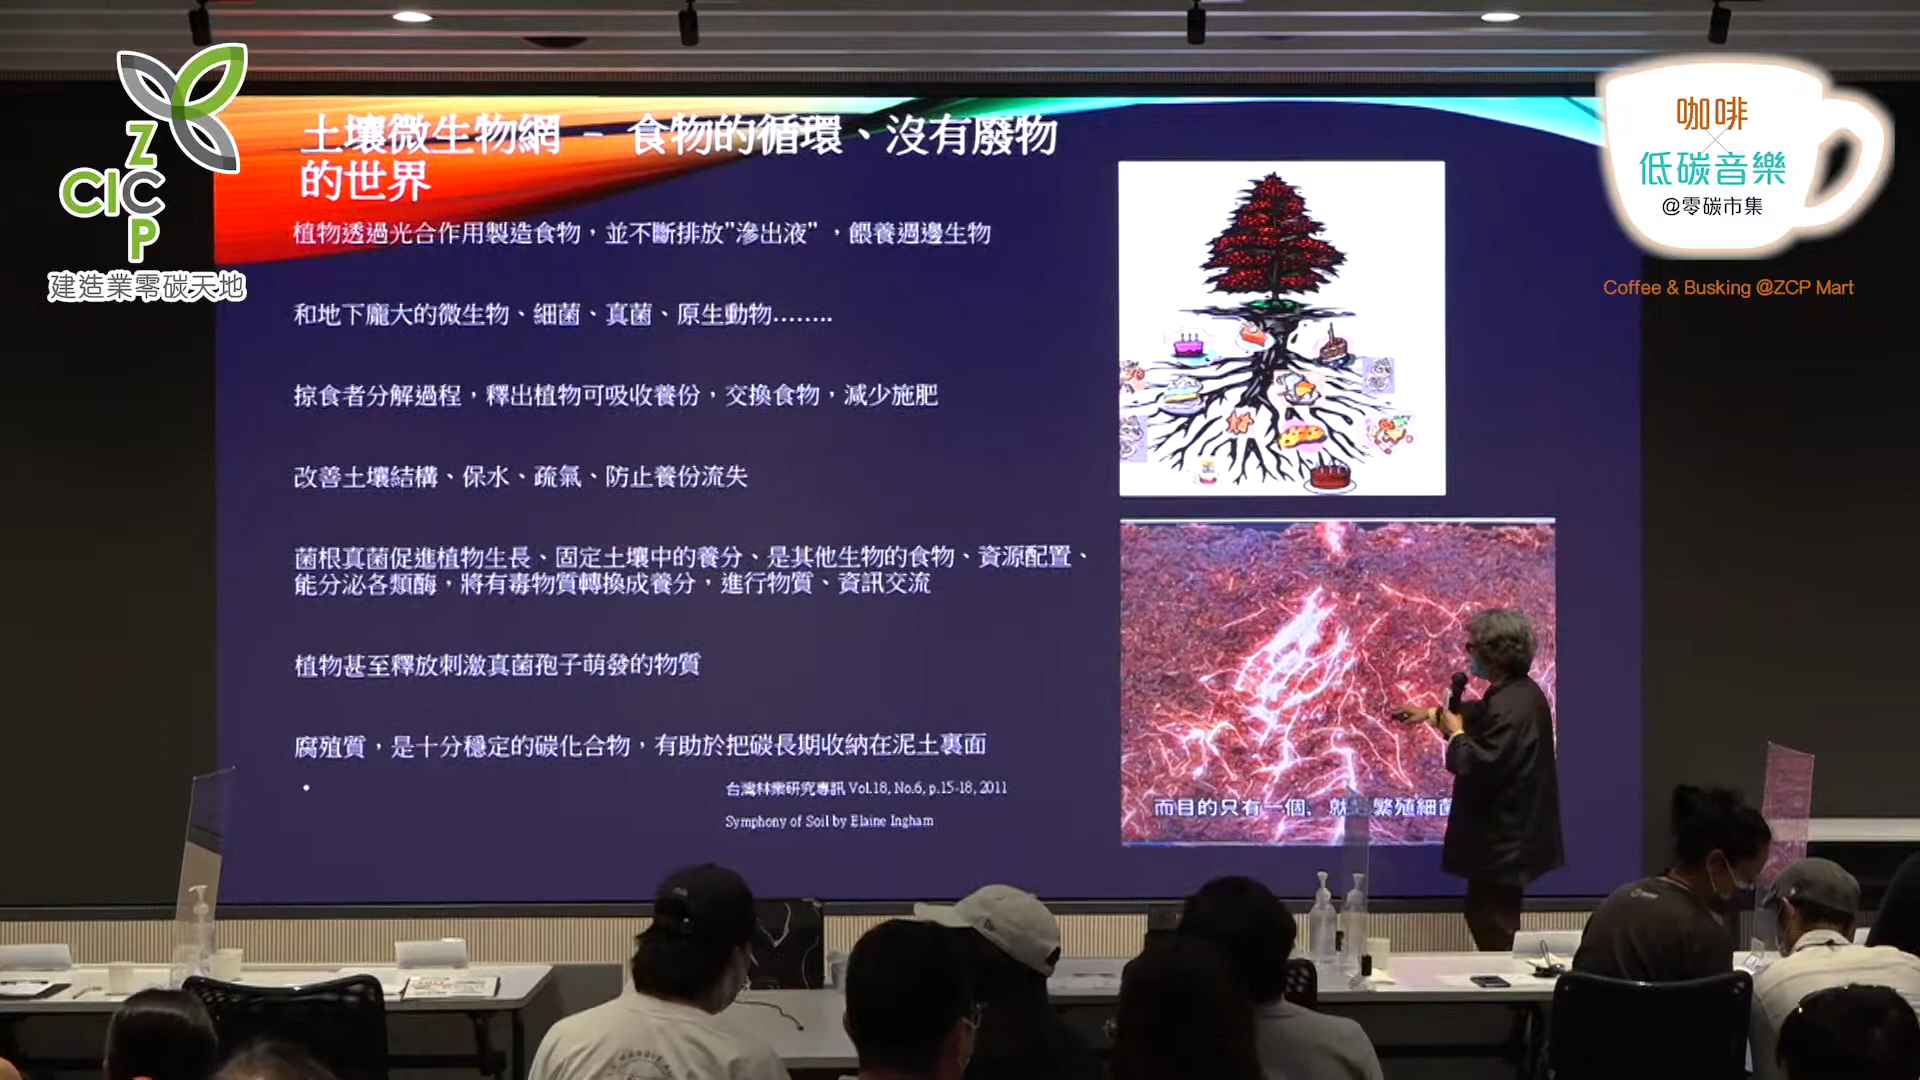 CIC
ZCP
建造業零碳天地
土壤微生物網 - 食物的循環、沒有廢物
的世界
植物透過光合作用製造食物，並不斷排放"滲出液"，餵養週邊生物
和地下龐大的微生物、細菌、真菌、原生動物........
掠食者分解過程，釋出植物可吸收養份，交換食物，減少施肥
改善土壤結構、保水、疏氣、防止養份流失
菌根真菌促進植物生長、固定土壤中的養分、是其他生物的食物、資源配置、
能分泌各類酶，將有毒物質轉換成養分，進行物質、資訊交流
植物甚至釋放刺激真菌孢子萌發的物質
腐殖質，是十分穩定的碳化合物，有助於把碳長期收納在泥土裏面
台灣林業研究專訊 Vol.18, No.6, p.15-18, 2011
Symphony of Soil by Elaine Ingham
而目的只有一個，就 繁殖細菌
咖啡
×
低碳音樂
@零碳市集
Coffee & Busking @ZCP Mart